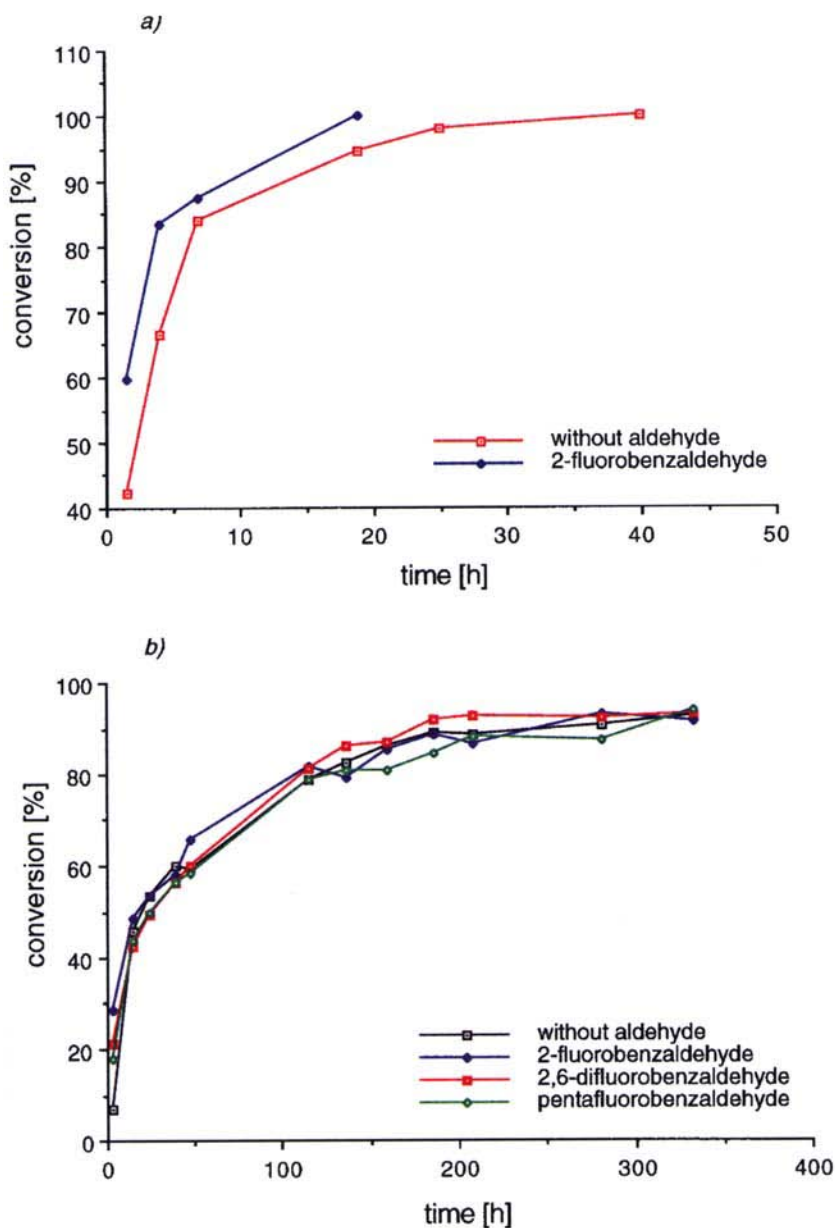 a)
110
100
90
80
70
60
50
40
conversion [%]
without aldehyde
2-fluorobenzaldehyde
0 10 20 30 40 50
time [h]
b)
100
80
60
40
20
0
conversion [%]
without aldehyde
2-fluorobenzaldehyde
2,6-difluorobenzaldehyde
pentafluorobenzaldehyde
0 100 200 300 400
time [h]